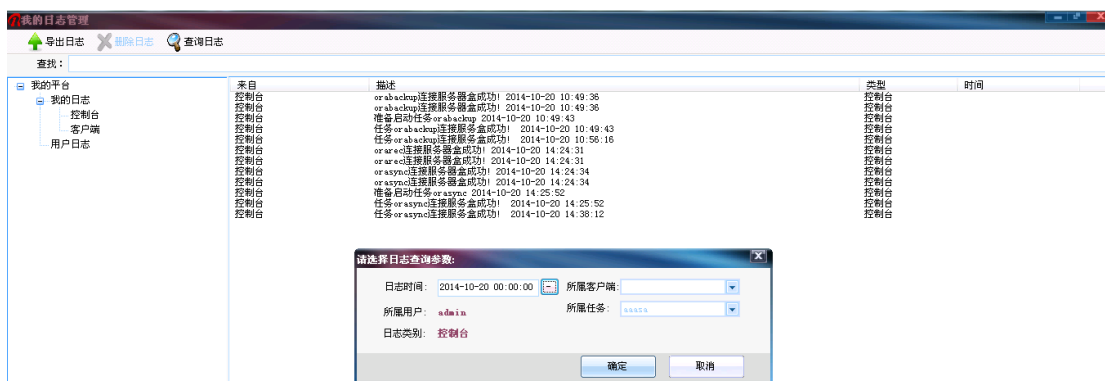 我的日志管理
导出日志 删除日志 查询日志
查找:
我的平台
我的日志
控制台
客户端
用户日志
来自 描述 类型 时间
控制台 orabackup连接服务器盒成功! 2014-10-20 10:49:36 控制台
控制台 orabackup连接服务器盒成功! 2014-10-20 10:49:36 控制台
控制台 准备启动任务orabackup 2014-10-20 10:49:43 控制台
控制台 任务orabackup连接服务盒成功! 2014-10-20 10:49:43 控制台
控制台 任务orabackup连接服务盒成功! 2014-10-20 10:56:16 控制台
控制台 orarec连接服务器盒成功! 2014-10-20 14:24:31 控制台
控制台 orarec连接服务器盒成功! 2014-10-20 14:24:31 控制台
控制台 orasync连接服务器盒成功! 2014-10-20 14:24:34 控制台
控制台 orasync连接服务器盒成功! 2014-10-20 14:24:34 控制台
控制台 准备启动任务orasync 2014-10-20 14:25:52 控制台
控制台 任务orasync连接服务盒成功! 2014-10-20 14:25:52 控制台
控制台 任务orasync连接服务盒成功! 2014-10-20 14:38:12 控制台
请选择日志查询参数:
日志时间: 2014-10-20 00:00:00 所属客户端:
所属用户: admin 所属任务:
日志类别: 控制台
确定 取消